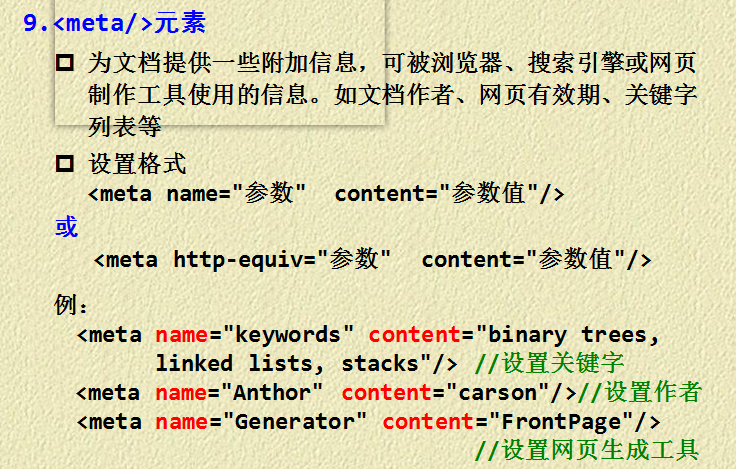 9.<meta/>元素
为文档提供一些附加信息，可被浏览器、搜索引擎或网页
制作工具使用的信息。如文档作者、网页有效期、关键字
列表等
设置格式
<meta name="参数"  content="参数值"/>
或
<meta http-equiv="参数"  content="参数值"/>
例：
<meta name="keywords" content="binary trees,
linked lists, stacks"/> //设置关键字
<meta name="Anthor" content="carson"/>//设置作者
<meta name="Generator" content="FrontPage"/>
//设置网页生成工具